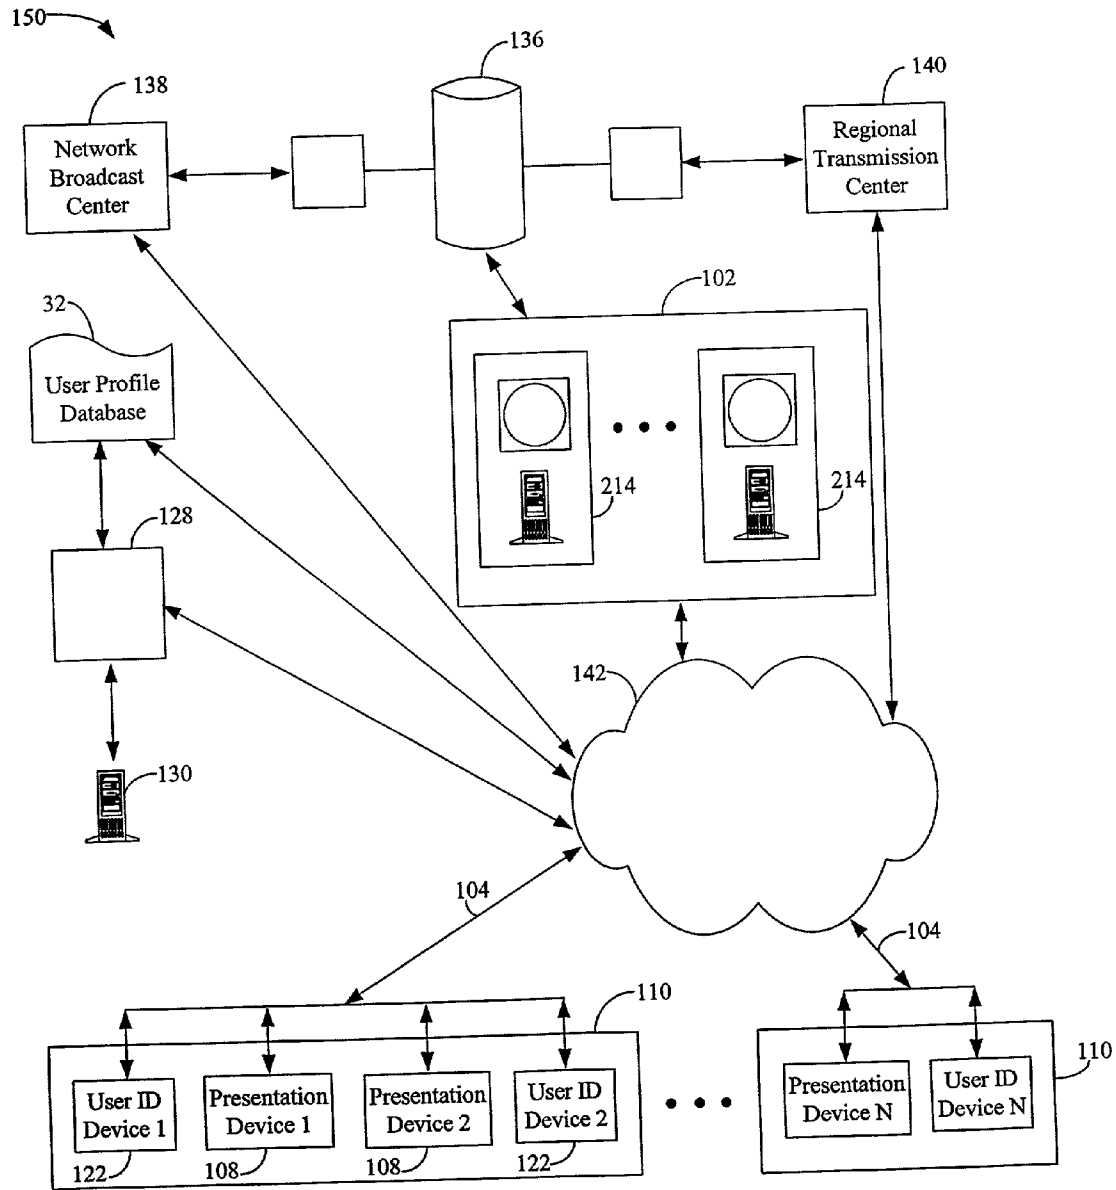 150
136
138
140
Network
Broadcast
Center
Regional
Transmission
Center
32
102
User Profile
Database
214
214
128
142
130
104
104
110
110
User ID
Device 1
Presentation
Device 1
Presentation
Device 2
User ID
Device 2
Presentation
Device N
User ID
Device N
122
108
108
122